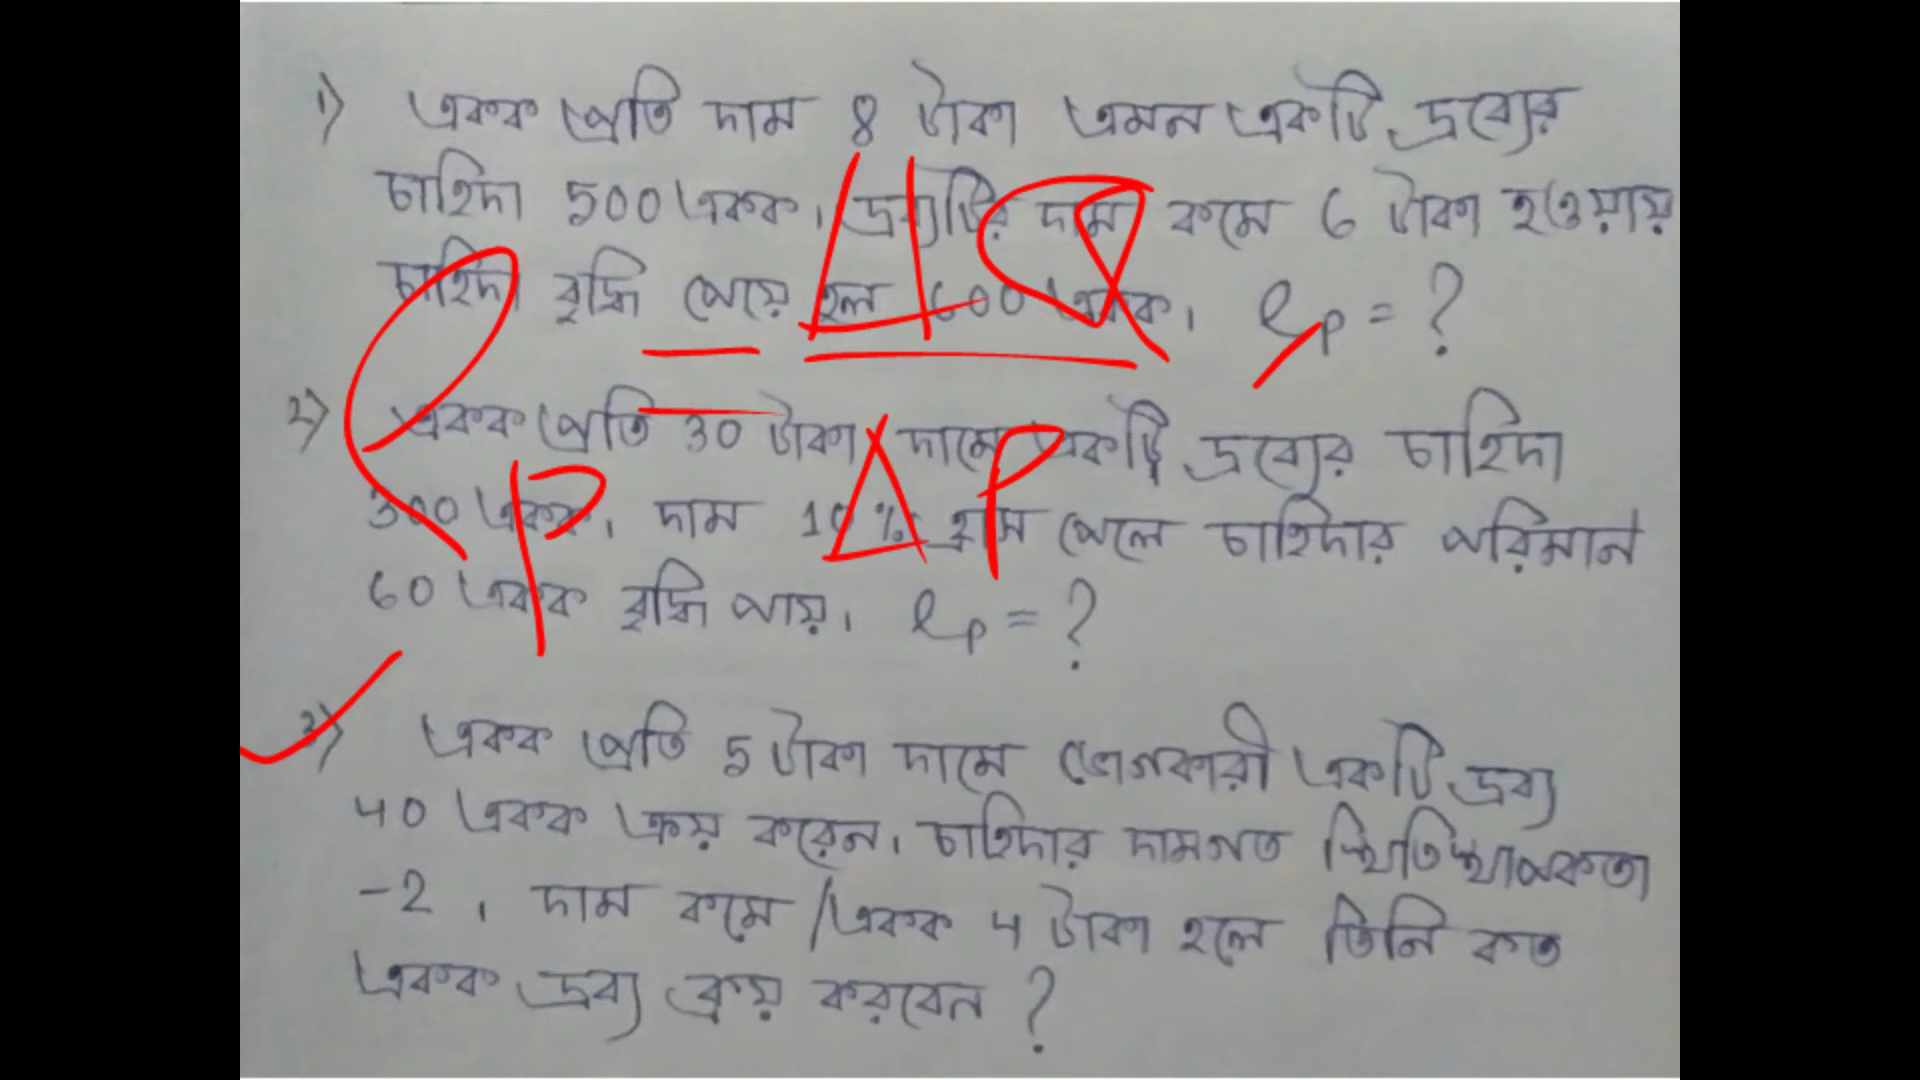 1) একক প্রতি দাম 8 টাকা এমন একটি দ্রব্যের
চাহিদা 500 একক। দ্রব্যটির দাম কমে 6 টাকা হওয়ায়
চাহিদা বৃদ্ধি পেয়ে হল 600 একক। ep = ?
2) একক প্রতি 30 টাকা দামে একটি দ্রব্যের চাহিদা
300 একক, দাম 10% হ্রাস পেলে চাহিদার পরিমান
60 একক বৃদ্ধি পায়। ep = ?
3) একক প্রতি 5 টাকা দামে ভোগকারী একটি দ্রব্য
40 একক ক্রয় করেন। চাহিদার দামগত স্থিতিস্থাপকতা
-2 । দাম কমে /একক 4 টাকা হলে তিনি কত
একক দ্রব্য ক্রয় করবেন ?
ep = - ΔQ
ΔP